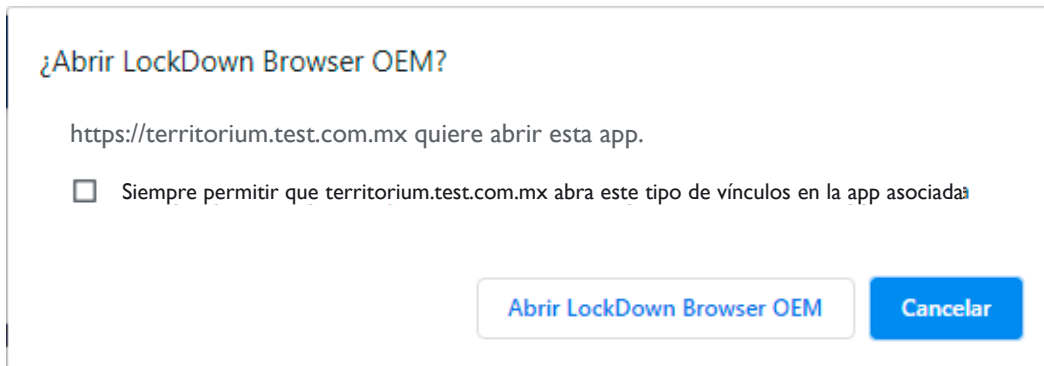 ¿Abrir LockDown Browser OEM?
https://territorium.test.com.mx quiere abrir esta app.
Siempre permitir que territorium.test.com.mx abra este tipo de vínculos en la app asociada
Abrir LockDown Browser OEM
Cancelar